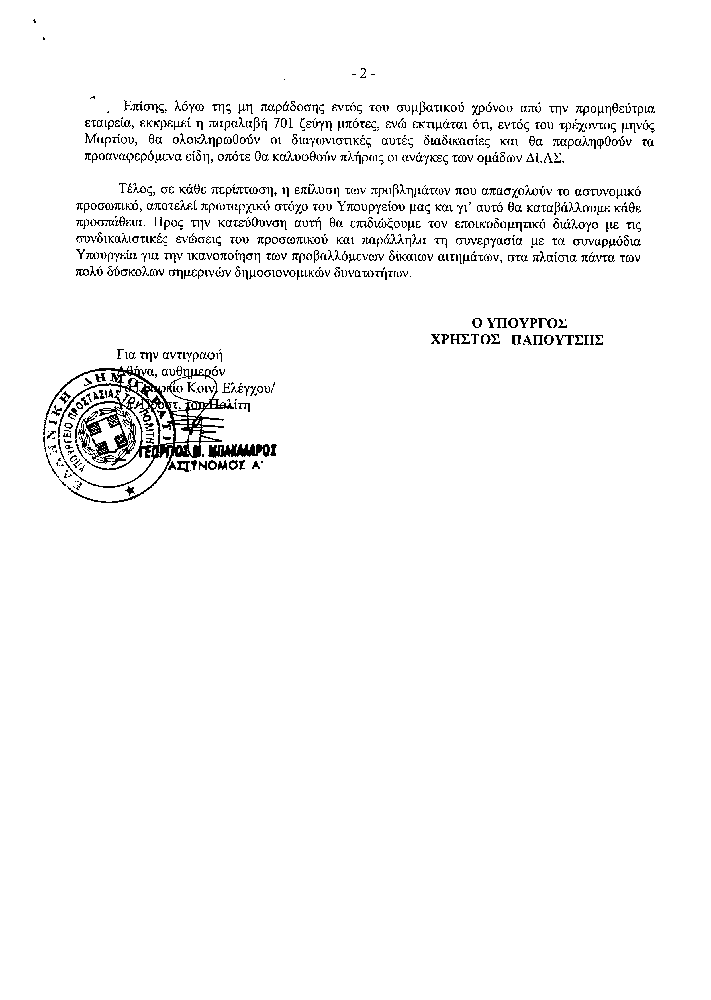 - 2 -
Επίσης, λόγω της μη παράδοσης εντός του συμβατικού χρόνου από την προμηθεύτρια
εταιρεία, εκκρεμεί η παραλαβή 701 ζεύγη μπότες, ενώ εκτιμάται ότι, εντός του τρέχοντος μηνός
Μαρτίου, θα ολοκληρωθούν οι διαγωνιστικές αυτές διαδικασίες και θα παραληφθούν τα
προαναφερόμενα είδη, οπότε θα καλυφθούν πλήρως οι ανάγκες των ομάδων ΔΙ.ΑΣ.
Τέλος, σε κάθε περίπτωση, η επίλυση των προβλημάτων που απασχολούν το αστυνομικό
προσωπικό, αποτελεί πρωταρχικό στόχο του Υπουργείου μας και γι’ αυτό θα καταβάλλουμε κάθε
προσπάθεια. Προς την κατεύθυνση αυτή θα επιδιώξουμε τον εποικοδομητικό διάλογο με τις
συνδικαλιστικές ενώσεις του προσωπικού και παράλληλα τη συνεργασία με τα συναρμόδια
Υπουργεία για την ικανοποίηση των προβαλλόμενων δίκαιων αιτημάτων, στα πλαίσια πάντα των
πολύ δύσκολων σημερινών δημοσιονομικών δυνατοτήτων.
Ο ΥΠΟΥΡΓΟΣ
ΧΡΗΣΤΟΣ ΠΑΠΟΥΤΣΗΣ
Για την αντιγραφή
Αθήνα, αυθημερόν
Το Γραφείο Κοιν. Ελέγχου/
Υπ. Προστ. του Πολίτη
ΕΛΛΗΝΙΚΗ ΔΗΜΟΚΡΑΤΙ
ΥΠΟΥΡΓΕΙΟ ΠΡΟΣΤΑΣΙΑΣ ΤΟΥ ΠΟΛΙΤΗ
ΓΕΩΡΓΙΟΣ
ΑΣΤΥΝΟΜΟΣ Α'